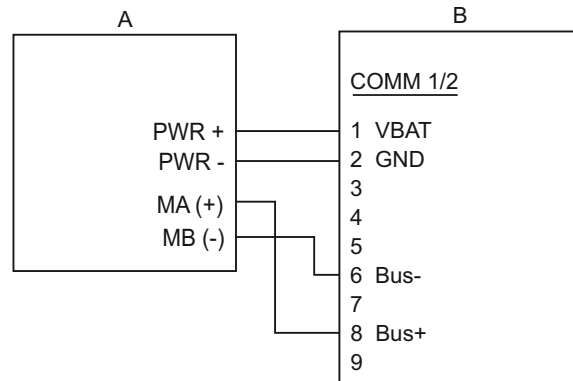 A
B
COMM 1/2
PWR +
1 VBAT
PWR -
2 GND
3
MA (+)
4
MB (-)
5
6 Bus-
7
8 Bus+
9